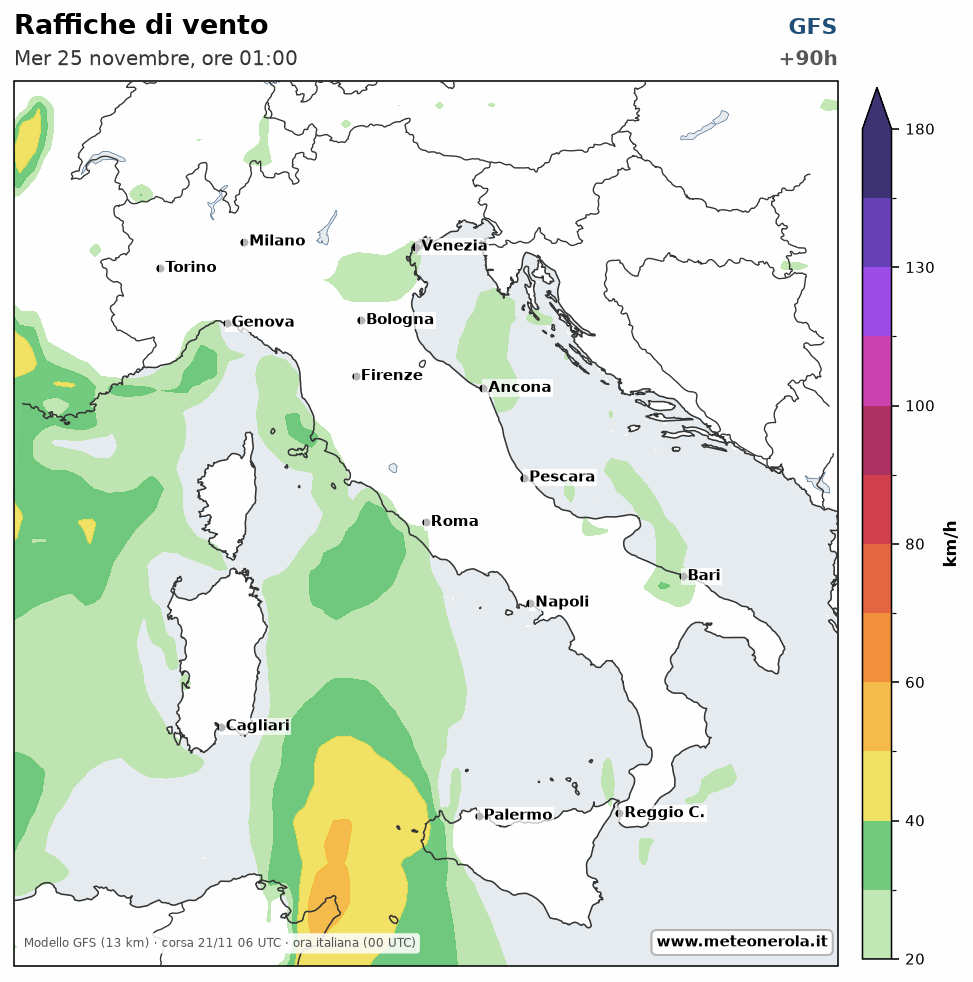 Raffiche di vento
GFS
Mer 25 novembre, ore 01:00
+90h
Milano
Venezia
Torino
Genova
Bologna
Firenze
Ancona
Pescara
Roma
Bari
Napoli
Cagliari
Palermo
Reggio C.
180
130
100
80
60
40
20
km/h
Modello GFS (13 km) · corsa 21/11 06 UTC · ora italiana (00 UTC)
www.meteonerola.it